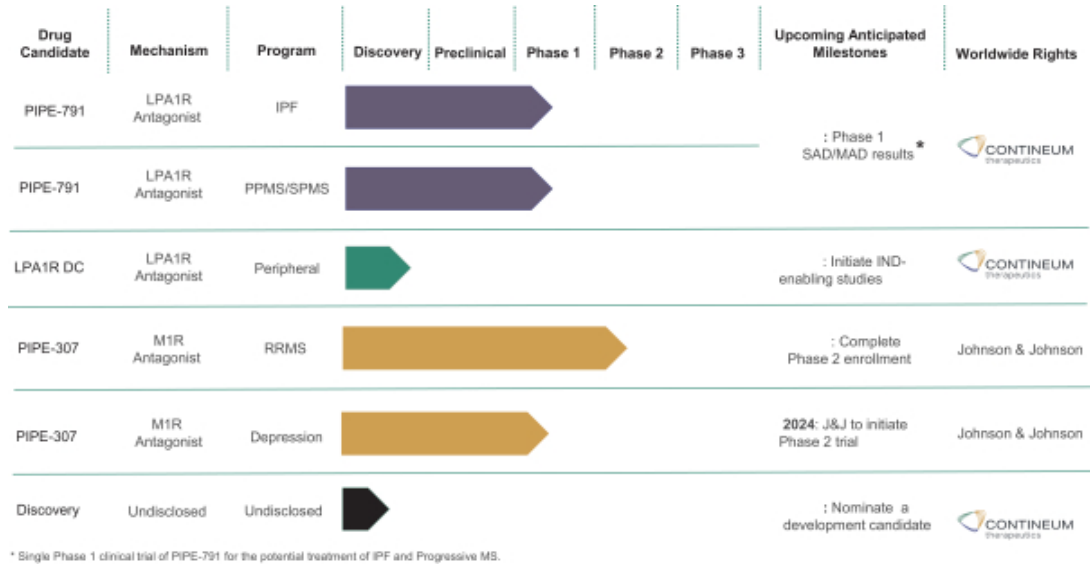 Drug
Candidate
Mechanism
Program
Discovery
Preclinical
Phase 1
Phase 2
Phase 3
Upcoming Anticipated
Milestones
Worldwide Rights
PIPE-791
LPA1R
Antagonist
IPF
: Phase 1
SAD/MAD results*
CONTINEUM
therapeutics
PIPE-791
LPA1R
Antagonist
PPMS/SPMS
LPA1R DC
LPA1R
Antagonist
Peripheral
: Initiate IND-
enabling studies
CONTINEUM
therapeutics
PIPE-307
M1R
Antagonist
RRMS
: Complete
Phase 2 enrollment
Johnson & Johnson
PIPE-307
M1R
Antagonist
Depression
2024: J&J to initiate
Phase 2 trial
Johnson & Johnson
Discovery
Undisclosed
Undisclosed
: Nominate a
development candidate
CONTINEUM
therapeutics
* Single Phase 1 clinical trial of PIPE-791 for the potential treatment of IPF and Progressive MS.